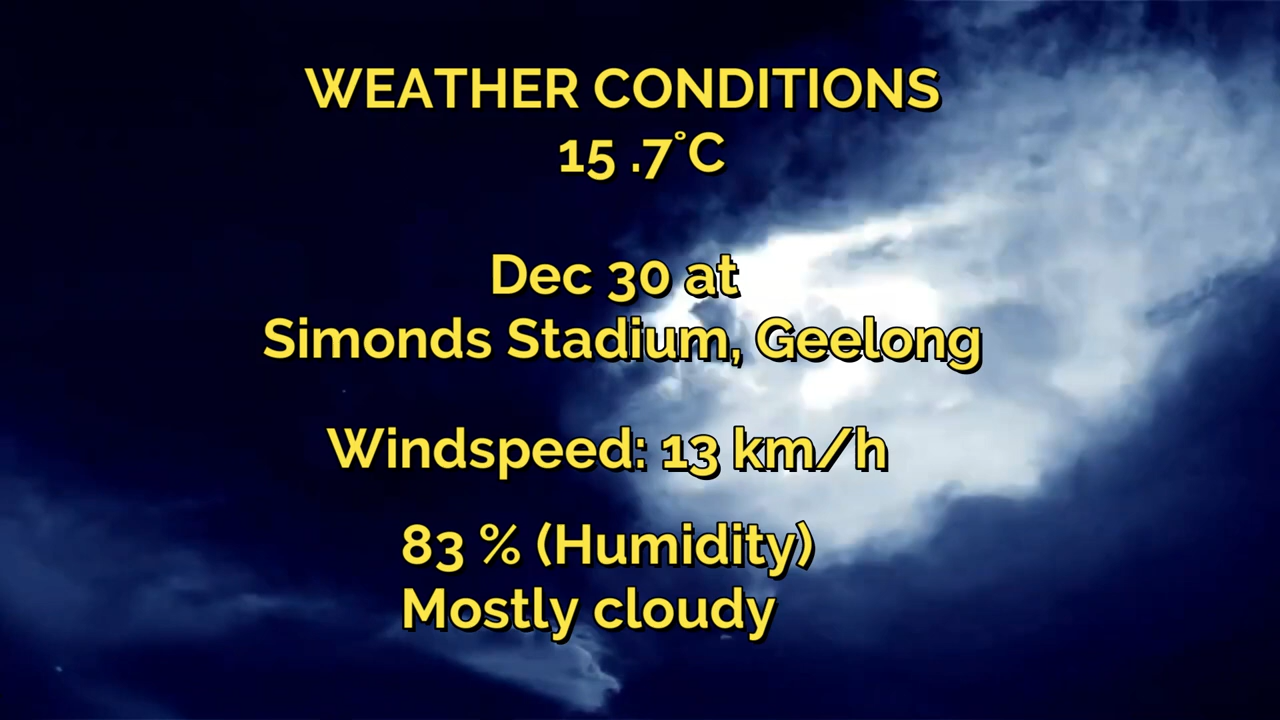 WEATHER CONDITIONS
15 .7°C
Dec 30 at
Simonds Stadium, Geelong
Windspeed: 13 km/h
83 % (Humidity)
Mostly cloudy